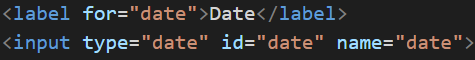 <label for="date">Date</label>
<input type="date" id="date" name="date">